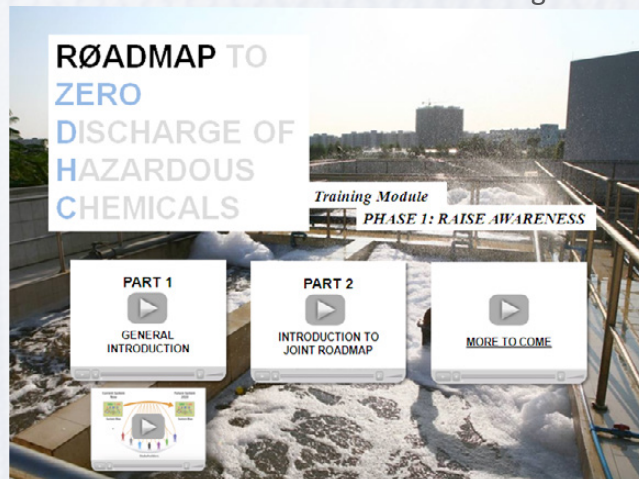 RØADMAP TO
ZERO
DISCHARGE OF
HAZARDOUS
CHEMICALS
Training Module
PHASE 1: RAISE AWARENESS
PART 1
GENERAL
INTRODUCTION
PART 2
INTRODUCTION TO
JOINT ROADMAP
MORE TO COME